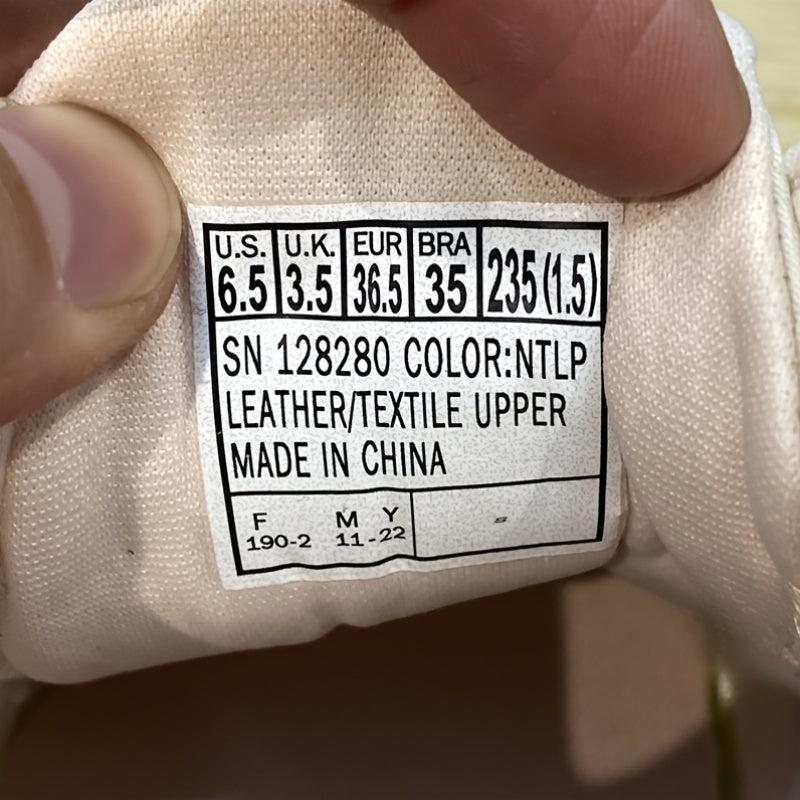 U.S. U.K. EUR BRA
6.5 3.5 36.5 35 235(1.5)
SN 128280 COLOR:NTLP
LEATHER/TEXTILE UPPER
MADE IN CHINA
F M Y
190-2 11-22